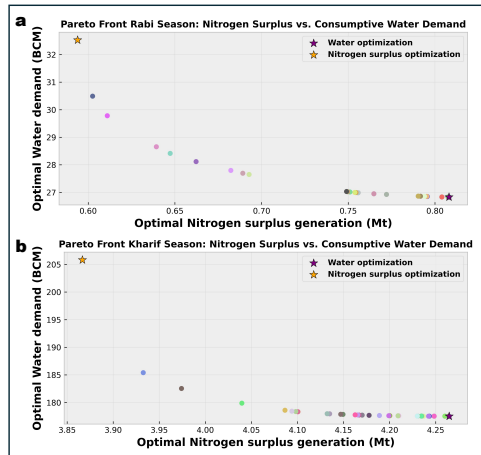 a
Pareto Front Rabi Season: Nitrogen Surplus vs. Consumptive Water Demand
Water optimization
Nitrogen surplus optimization
Optimal Water demand (BCM)
32
31
30
29
28
27
0.60 0.65 0.70 0.75 0.80
Optimal Nitrogen surplus generation (Mt)
b
Pareto Front Kharif Season: Nitrogen Surplus vs. Consumptive Water Demand
Water optimization
Nitrogen surplus optimization
Optimal Water demand (BCM)
205
200
195
190
185
180
3.85 3.90 3.95 4.00 4.05 4.10 4.15 4.20 4.25
Optimal Nitrogen surplus generation (Mt)